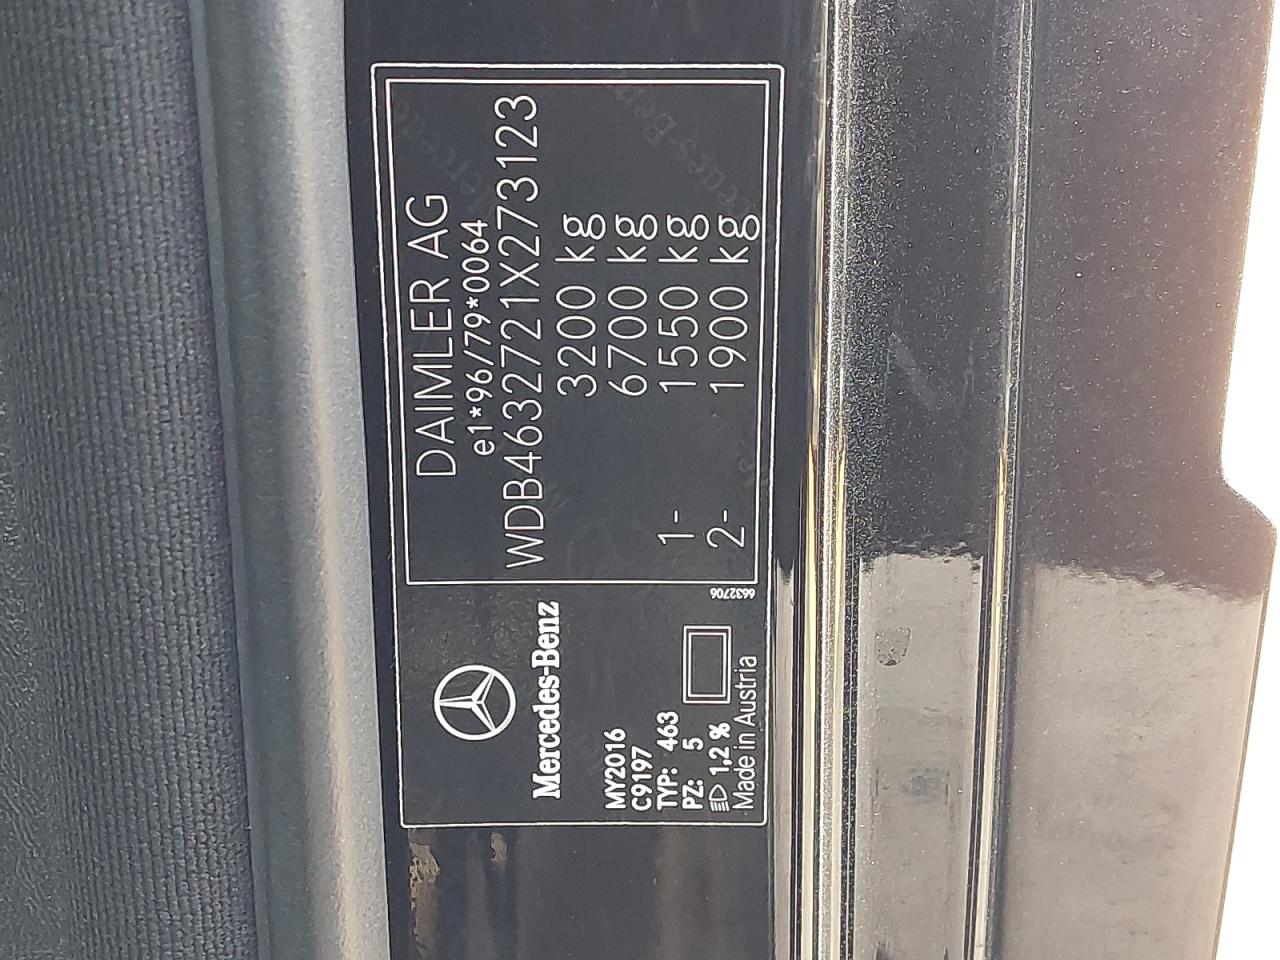 DAIMLER AG
e1*96/79*0064
WDB4632721X273123
3200 kg
6700 kg
1- 1550 kg
2- 1900 kg
Mercedes-Benz
MY2016
C9197
TYP: 463
PZ: 5
1,2 %
Made in Austria
6632706